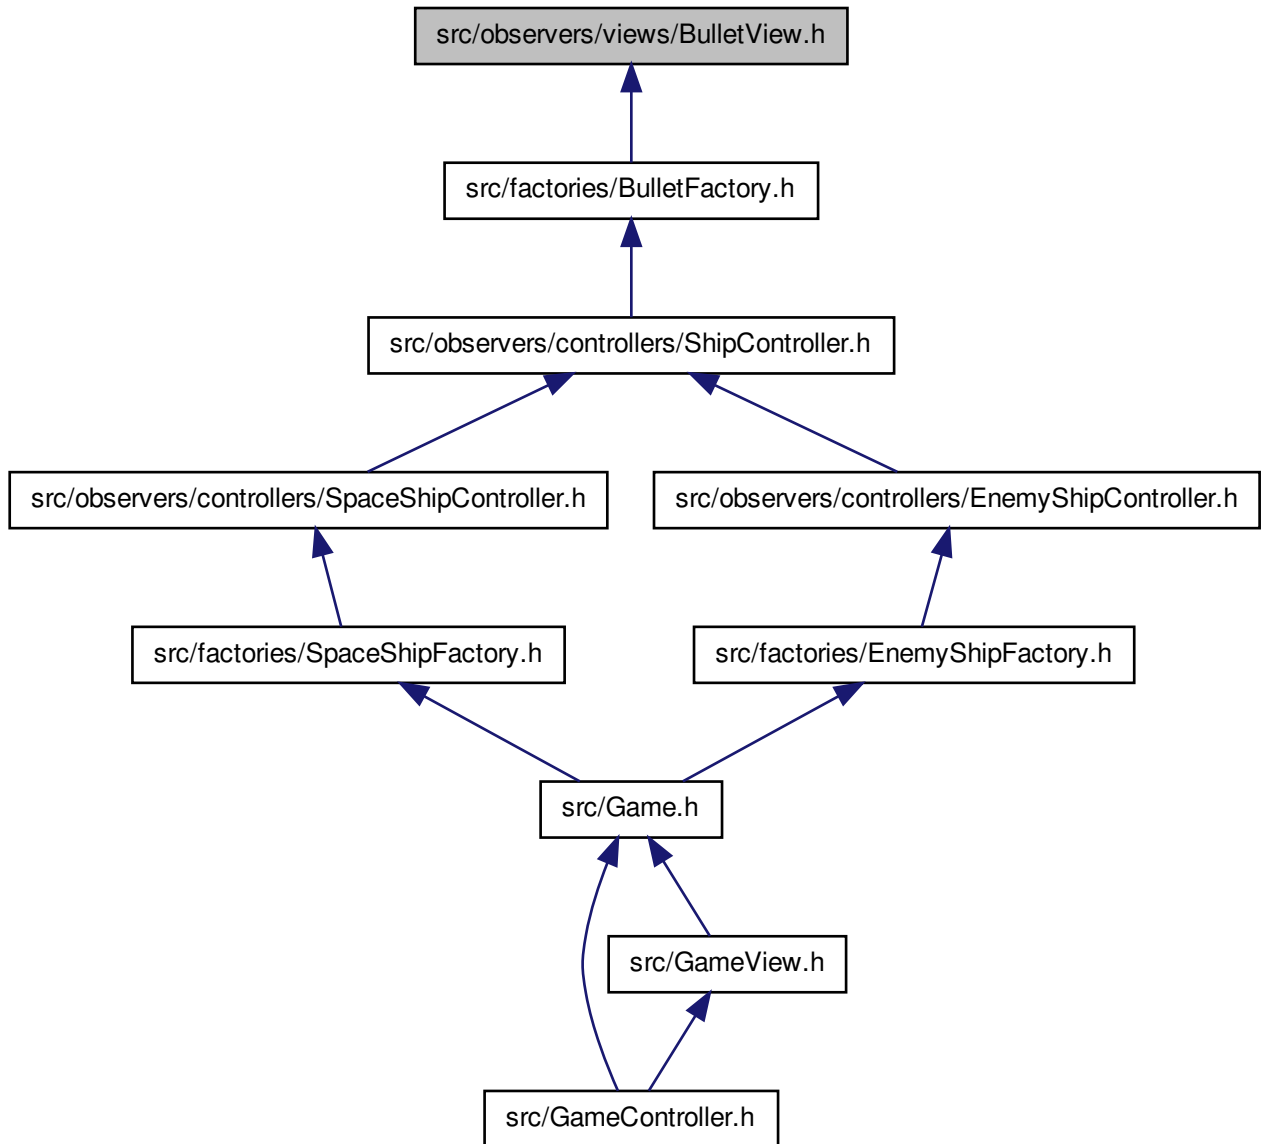 src/observers/views/BulletView.h
src/factories/BulletFactory.h
src/observers/controllers/ShipController.h
src/observers/controllers/SpaceShipController.h
src/observers/controllers/EnemyShipController.h
src/factories/SpaceShipFactory.h
src/factories/EnemyShipFactory.h
src/Game.h
src/GameView.h
src/GameController.h